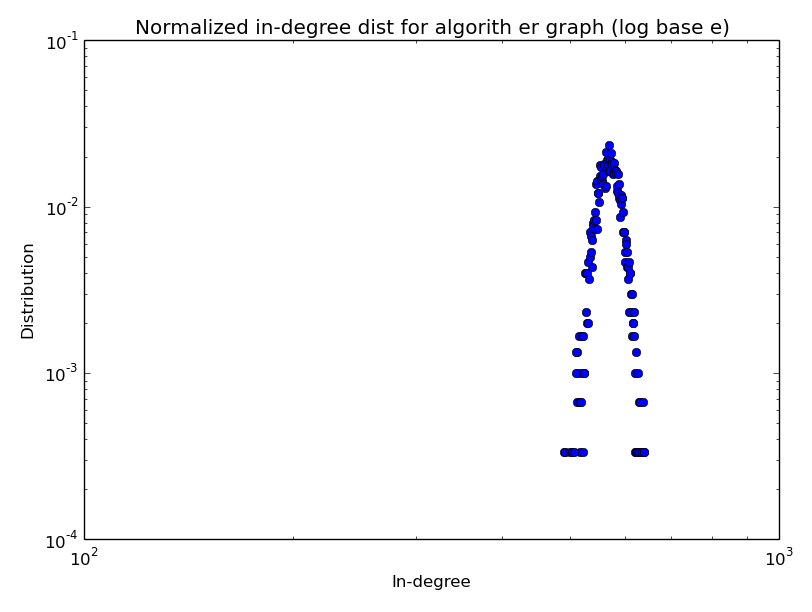 Normalized in-degree dist for algorith er graph (log base e)
10^-1
10^-2
10^-3
10^-4
Distribution
10^2
10^3
In-degree